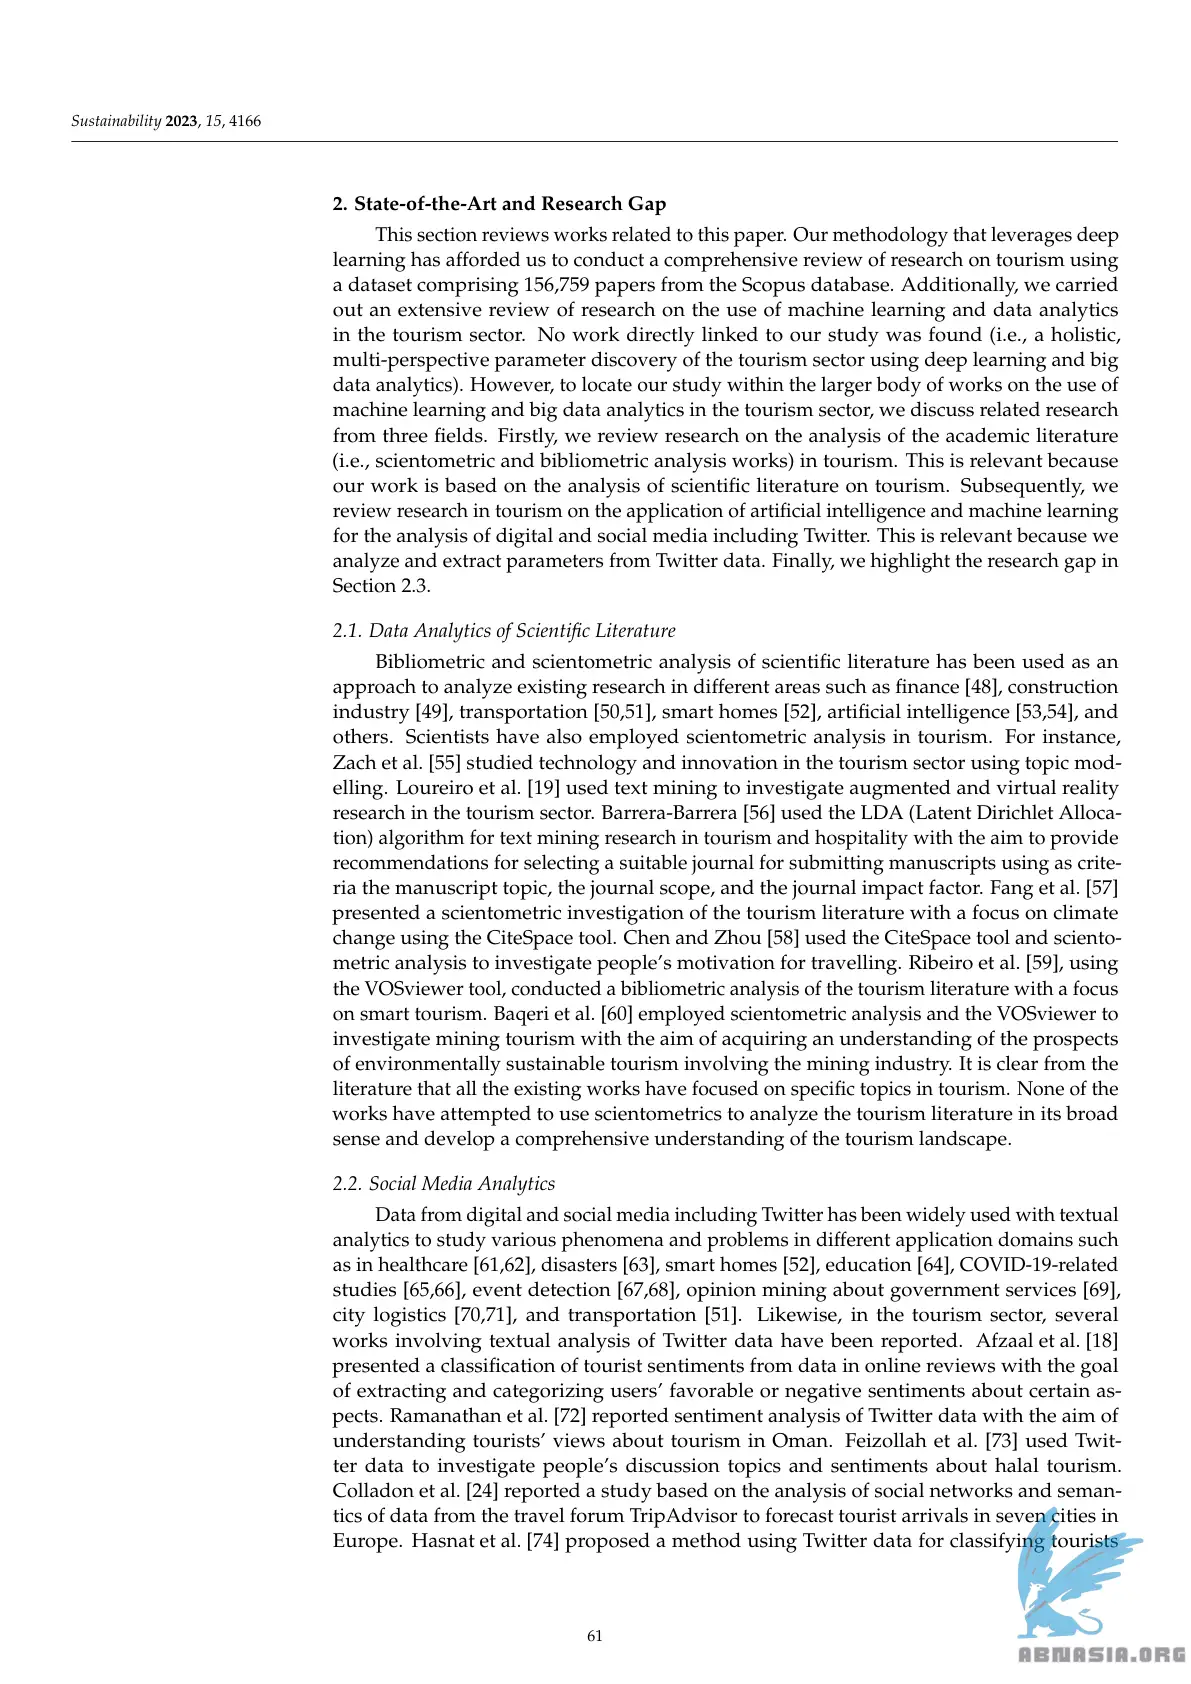 Sustainability 2023, 15, 4166
2. State-of-the-Art and Research Gap
This section reviews works related to this paper. Our methodology that leverages deep
learning has afforded us to conduct a comprehensive review of research on tourism using
a dataset comprising 156,759 papers from the Scopus database. Additionally, we carried
out an extensive review of research on the use of machine learning and data analytics
in the tourism sector. No work directly linked to our study was found (i.e., a holistic,
multi-perspective parameter discovery of the tourism sector using deep learning and big
data analytics). However, to locate our study within the larger body of works on the use of
machine learning and big data analytics in the tourism sector, we discuss related research
from three fields. Firstly, we review research on the analysis of the academic literature
(i.e., scientometric and bibliometric analysis works) in tourism. This is relevant because
our work is based on the analysis of scientific literature on tourism. Subsequently, we
review research in tourism on the application of artificial intelligence and machine learning
for the analysis of digital and social media including Twitter. This is relevant because we
analyze and extract parameters from Twitter data. Finally, we highlight the research gap in
Section 2.3.
2.1. Data Analytics of Scientific Literature
Bibliometric and scientometric analysis of scientific literature has been used as an
approach to analyze existing research in different areas such as finance [48], construction
industry [49], transportation [50,51], smart homes [52], artificial intelligence [53,54], and
others. Scientists have also employed scientometric analysis in tourism. For instance,
Zach et al. [55] studied technology and innovation in the tourism sector using topic mod-
elling. Loureiro et al. [19] used text mining to investigate augmented and virtual reality
research in the tourism sector. Barrera-Barrera [56] used the LDA (Latent Dirichlet Alloca-
tion) algorithm for text mining research in tourism and hospitality with the aim to provide
recommendations for selecting a suitable journal for submitting manuscripts using as crite-
ria the manuscript topic, the journal scope, and the journal impact factor. Fang et al. [57]
presented a scientometric investigation of the tourism literature with a focus on climate
change using the CiteSpace tool. Chen and Zhou [58] used the CiteSpace tool and sciento-
metric analysis to investigate people's motivation for travelling. Ribeiro et al. [59], using
the VOSviewer tool, conducted a bibliometric analysis of the tourism literature with a focus
on smart tourism. Baqeri et al. [60] employed scientometric analysis and the VOSviewer to
investigate mining tourism with the aim of acquiring an understanding of the prospects
of environmentally sustainable tourism involving the mining industry. It is clear from the
literature that all the existing works have focused on specific topics in tourism. None of the
works have attempted to use scientometrics to analyze the tourism literature in its broad
sense and develop a comprehensive understanding of the tourism landscape.
2.2. Social Media Analytics
Data from digital and social media including Twitter has been widely used with textual
analytics to study various phenomena and problems in different application domains such
as in healthcare [61,62], disasters [63], smart homes [52], education [64], COVID-19-related
studies [65,66], event detection [67,68], opinion mining about government services [69],
city logistics [70,71], and transportation [51]. Likewise, in the tourism sector, several
works involving textual analysis of Twitter data have been reported. Afzaal et al. [18]
presented a classification of tourist sentiments from data in online reviews with the goal
of extracting and categorizing users' favorable or negative sentiments about certain as-
pects. Ramanathan et al. [72] reported sentiment analysis of Twitter data with the aim of
understanding tourists' views about tourism in Oman. Feizollah et al. [73] used Twit-
ter data to investigate people's discussion topics and sentiments about halal tourism.
Colladon et al. [24] reported a study based on the analysis of social networks and seman-
tics of data from the travel forum TripAdvisor to forecast tourist arrivals in seven cities in
Europe. Hasnat et al. [74] proposed a method using Twitter data for classifying tourists
61
ABNASIA.ORG